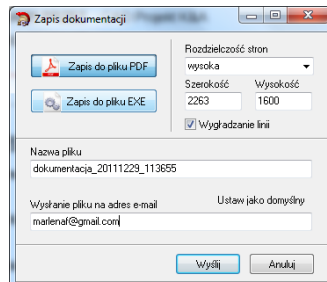 Zapis dokumentacji
Zapis do pliku PDF
Zapis do pliku EXE
Rozdzielczość stron
wysoka
Szerokość Wysokość
2263 1600
Wygładzanie linii
Nazwa pliku
dokumentacja_20111229_113655
Wysłanie pliku na adres e-mail Ustaw jako domyślny
marlenaf@gmail.com
Wyślij Anuluj